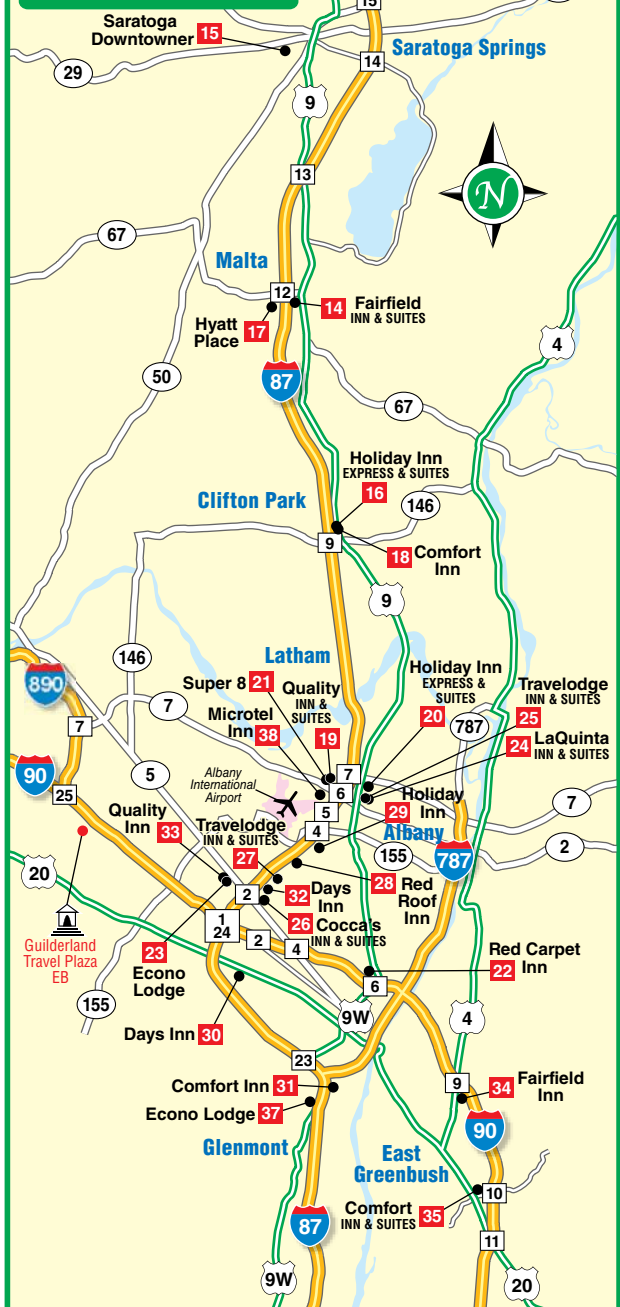 15
Saratoga
Downtowner 15
Saratoga Springs
14
29
9
13
N
67
Malta
12
14 Fairfield
INN & SUITES
Hyatt
Place 17
4
50
87
67
Holiday Inn
EXPRESS & SUITES
16
Clifton Park
146
9
18 Comfort
Inn
9
146
Latham
890
Super 8 21
Quality
INN &
SUITES
19
Holiday Inn
EXPRESS &
SUITES
20
Travelodge
INN & SUITES
25
7
Microtel
Inn 38
787
24 LaQuinta
INN & SUITES
7
90
5
Albany
International
Airport
7
6
5
4
25
Quality
Inn 33
29 Holiday
Inn
7
Travelodge
INN & SUITES
27
Albany
787
155
2
20
28 Red
Roof
Inn
32 Days
Inn
2
26 Cocca's
INN & SUITES
1
24
2
4
Guilderland
Travel Plaza
EB
23
Econo
Lodge
22
Red Carpet
Inn
6
155
9W
4
Days Inn 30
23
Comfort Inn 31
9
34 Fairfield
Inn
Econo Lodge 37
90
Glenmont
East
Greenbush
10
Comfort
INN & SUITES 35
87
11
9W
20